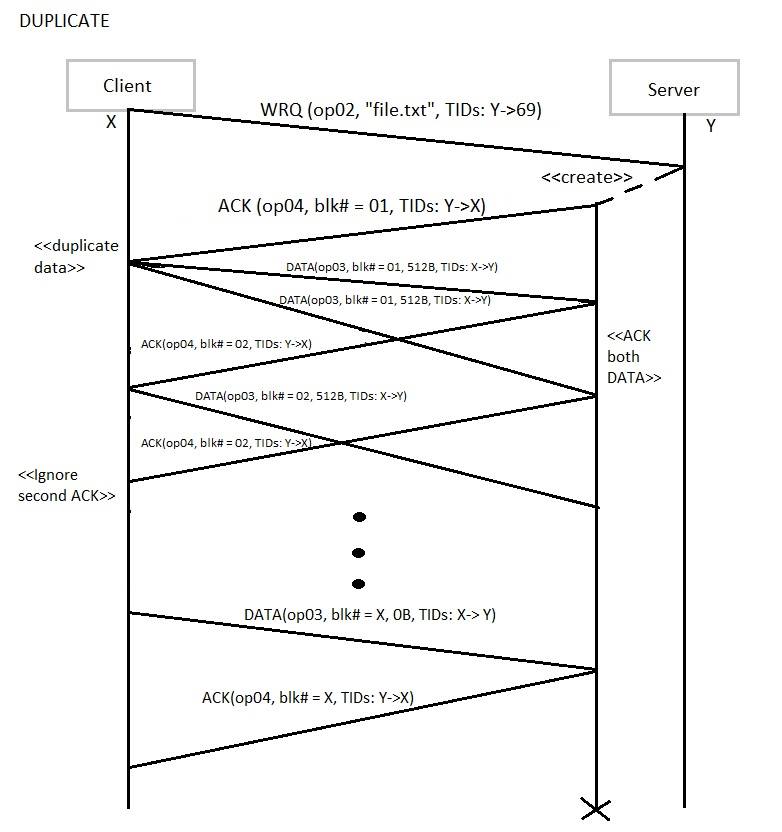 DUPLICATE
Client
Server
X
WRQ (op02, "file.txt", TIDs: Y->69)
Y
<<create>>
ACK (op04, blk# = 01, TIDs: Y->X)
<<duplicate
data>>
DATA(op03, blk# = 01, 512B, TIDs: X->Y)
DATA(op03, blk# = 01, 512B, TIDs: X->Y)
<<ACK
both
DATA>>
ACK(op04, blk# = 02, TIDs: Y->X)
DATA(op03, blk# = 02, 512B, TIDs: X->Y)
ACK(op04, blk# = 02, TIDs: Y->X)
<<Ignore
second ACK>>
DATA(op03, blk# = X, 0B, TIDs: X-> Y)
ACK(op04, blk# = X, TIDs: Y->X)